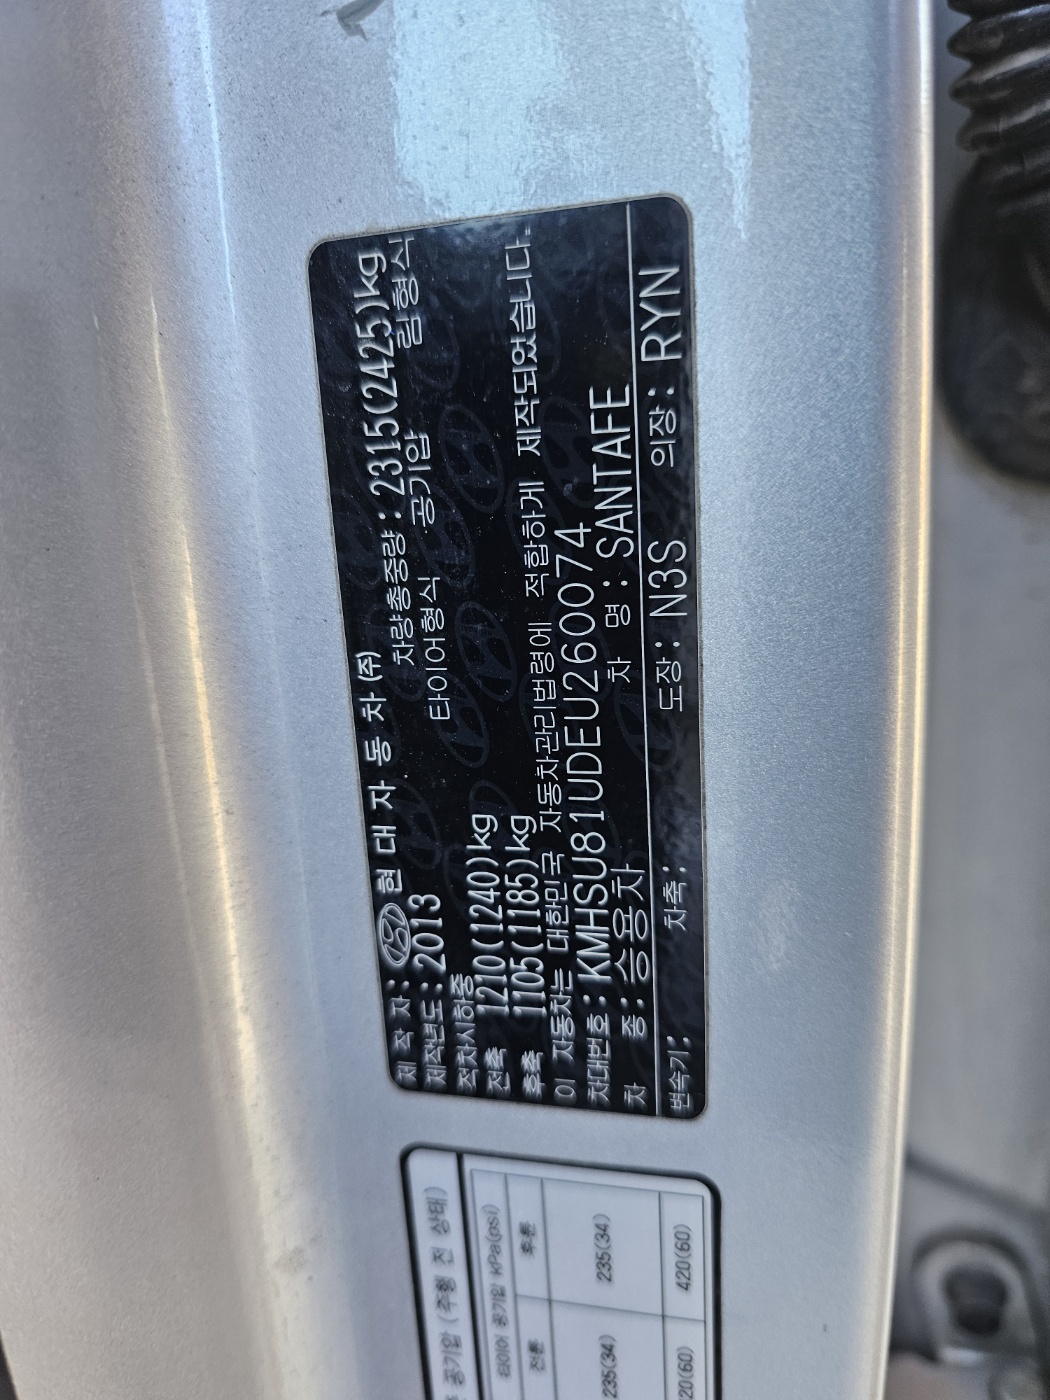 제 작 자: 현 대 자 동 차 (주)
제작년도: 2013 차량총중량: 2315(2425)kg
적차시하중 타이어형식 공기압 림형식
전축 1210(1240)kg
후축 1105(1185)kg
이 자동차는 대한민국 자동차관리법령에 적합하게 제작되었습니다.
차대번호: KMHSU81UDEU260074
차 종: 승용차 차 명: SANTAFE
변속기: 차축: 도장: N3S 의장: RYN
공기압 (주행 전 상태)
타이어 공기압 KPa(psi)
전륜 후륜
235(34) 235(34)
20(60) 420(60)